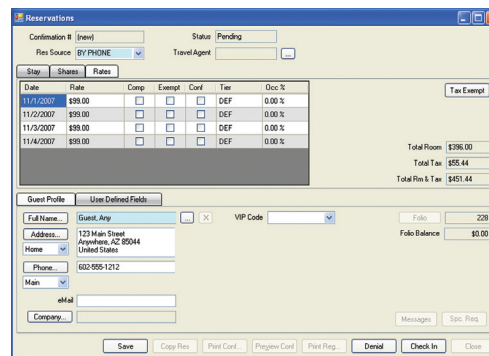 Reservations
Confirmation # (new) Status Pending
Res Source BY PHONE Travel Agent ...
Stay Shares Rates
Date Rate Comp Exempt Conf Tier Occ %
11/1/2007 $99.00 DEF 0.00 %
11/2/2007 $99.00 DEF 0.00 %
11/3/2007 $99.00 DEF 0.00 %
11/4/2007 $99.00 DEF 0.00 %
Tax Exempt
Total Room $396.00
Total Tax $55.44
Total Rm & Tax $451.44
Guest Profile User Defined Fields
Full Name... Guest, Any ... X VIP Code Folio 228
Address... 123 Main Street Folio Balance $0.00
Anywhere, AZ 85044
Home United States
Phone... 602-555-1212
Main
eMail
Company... Messages Spc. Req.
Save Copy Res Print Conf... Preview Conf Print Reg... Denial Check In Close